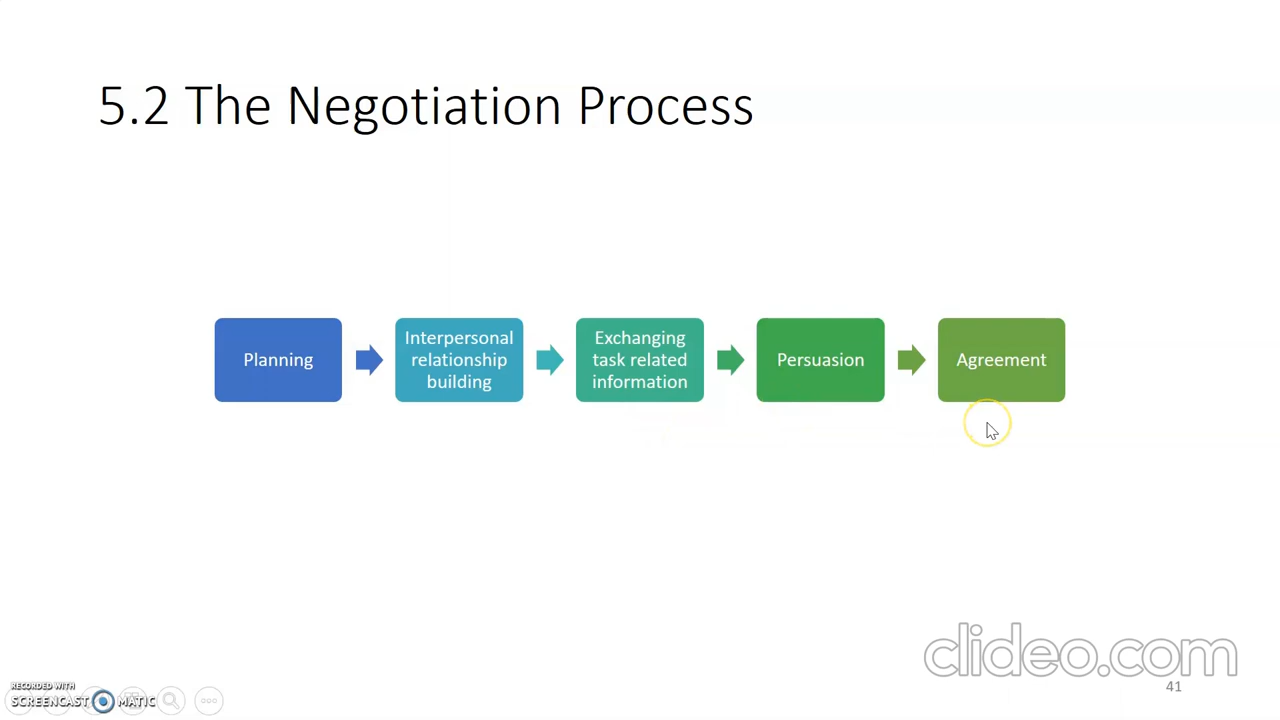 5.2 The Negotiation Process
Planning
Interpersonal
relationship
building
Exchanging
task related
information
Persuasion
Agreement
clideo.com
41
RECORDED WITH
SCREENCAST MATIC